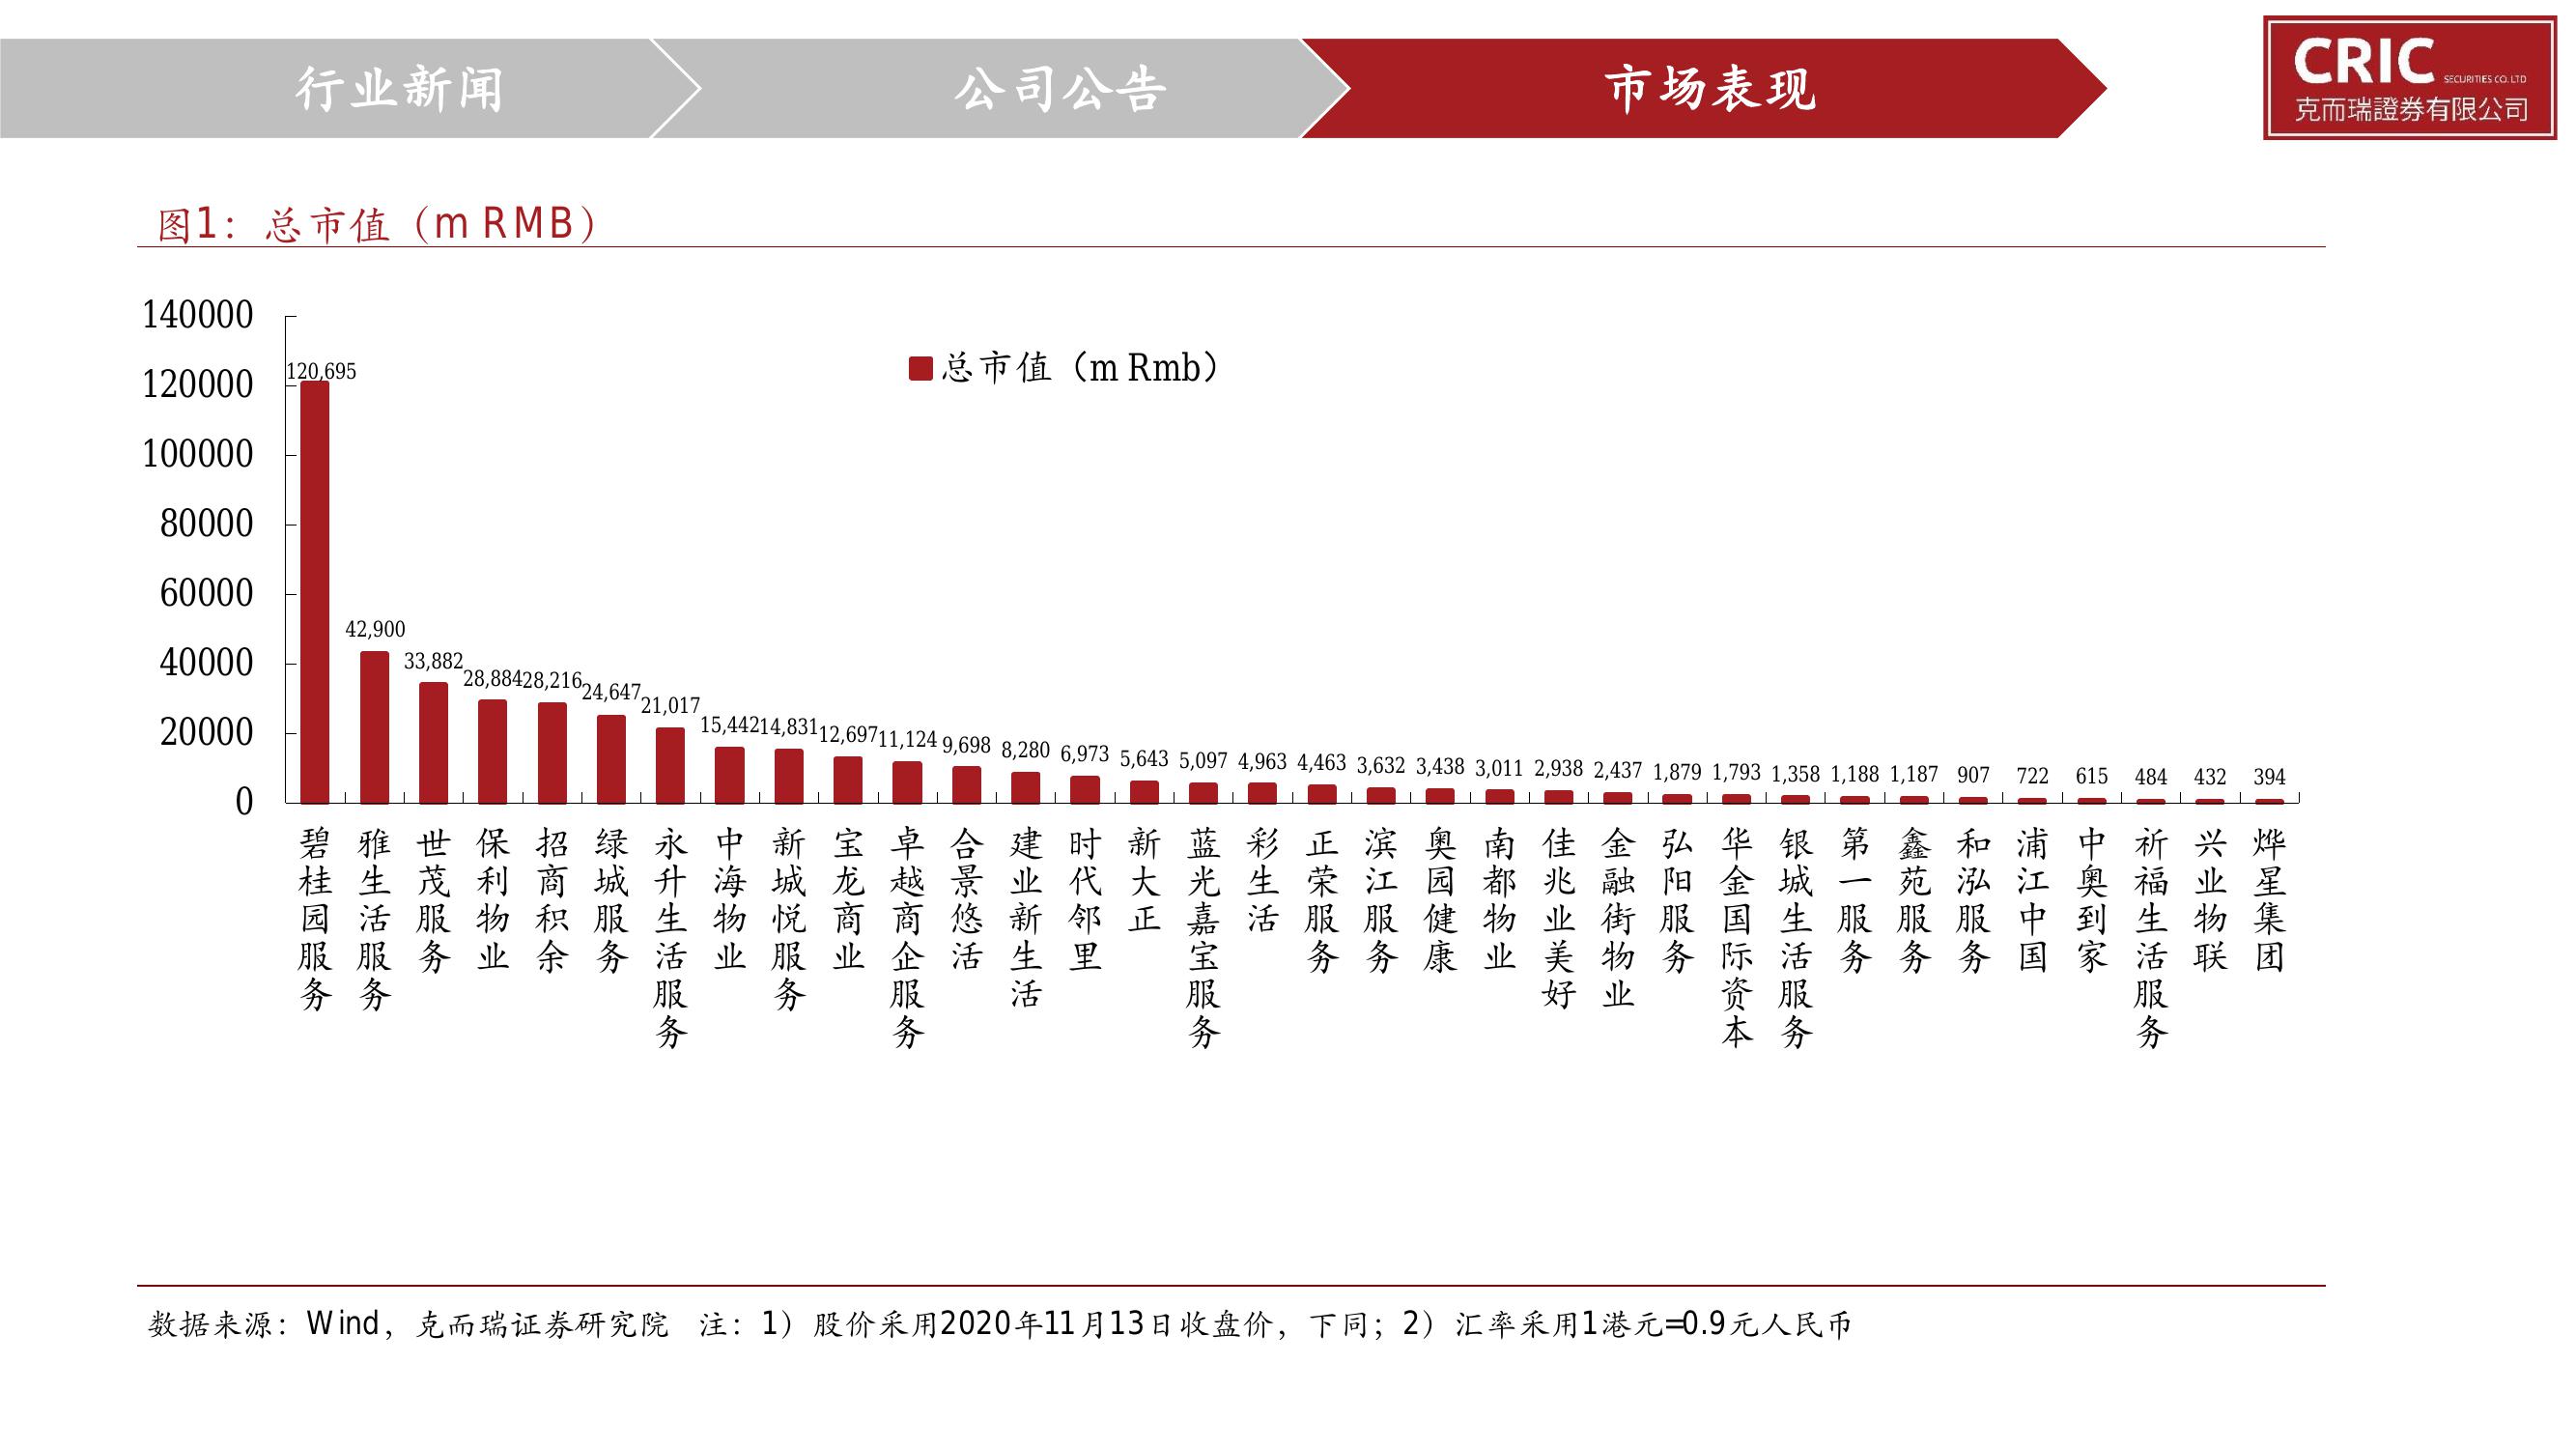 行业新闻
公司公告
市场表现
CRIC
SECURITIES CO. LTD
克而瑞證券有限公司
图1：总市值（m RMB）
总市值（m Rmb）
140000
120000
100000
80000
60000
40000
20000
0
120,695
42,900
33,882
28,884
28,216
24,647
21,017
15,442
14,831
12,697
11,124
9,698
8,280
6,973
5,643
5,097
4,963
4,463
3,632
3,438
3,011
2,938
2,437
1,879
1,793
1,358
1,188
1,187
907
722
615
484
432
394
碧桂园服务
雅生活服务
世茂服务
保利物业
招商积余
绿城服务
永升生活服务
中海物业
新城悦服务
宝龙商业
卓越商企服务
合景悠活
建业新生活
时代邻里
新大正
蓝光嘉宝服务
彩生活
正荣服务
滨江服务
奥园健康
南都物业
佳兆业美好
金融街物业
弘阳服务
华金国际资本
银城生活服务
第一服务
鑫苑服务
和泓服务
浦江中国
中奥到家
祈福生活服务
兴业物联
烨星集团
数据来源：Wind，克而瑞证券研究院 注：1）股价采用2020年11月13日收盘价，下同；2）汇率采用1港元=0.9元人民币